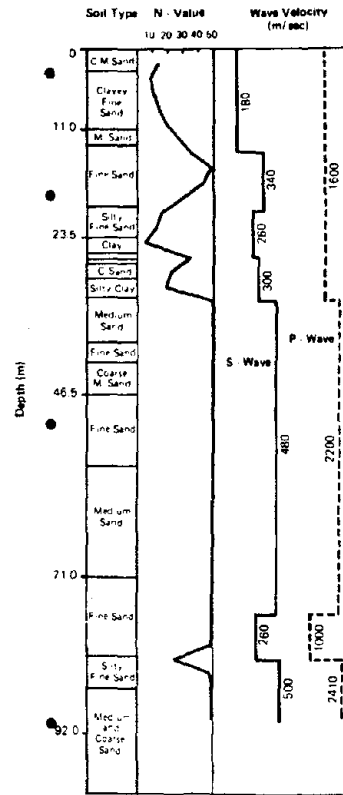 Soil Type
N - Value
Wave Velocity
(m/sec)
10 20 30 40 50
0
C.M. Sand
Clayey
Fine
Sand
11.0
M. Sand
Fine Sand
Silty
Fine Sand
23.5
Clay
C Sand
Silty Clay
Medium
Sand
Fine Sand
Coarse
M. Sand
46.5
Fine Sand
Medium
Sand
71.0
Fine Sand
Silty
Fine Sand
Medium
and
Coarse
Sand
92.0
Depth (m)
180
340
260
300
S - Wave
480
260
500
1600
P - Wave
2200
1000
2410